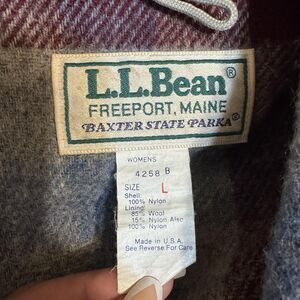 L.L.Bean®
FREEPORT, MAINE
BAXTER STATE PARKA®
WOMENS
4258 B
SIZE L
Shell:
100% Nylon
Lining:
85% Wool
15% Nylon Also
100% Nylon
Made in U.S.A.
See Reverse For Care